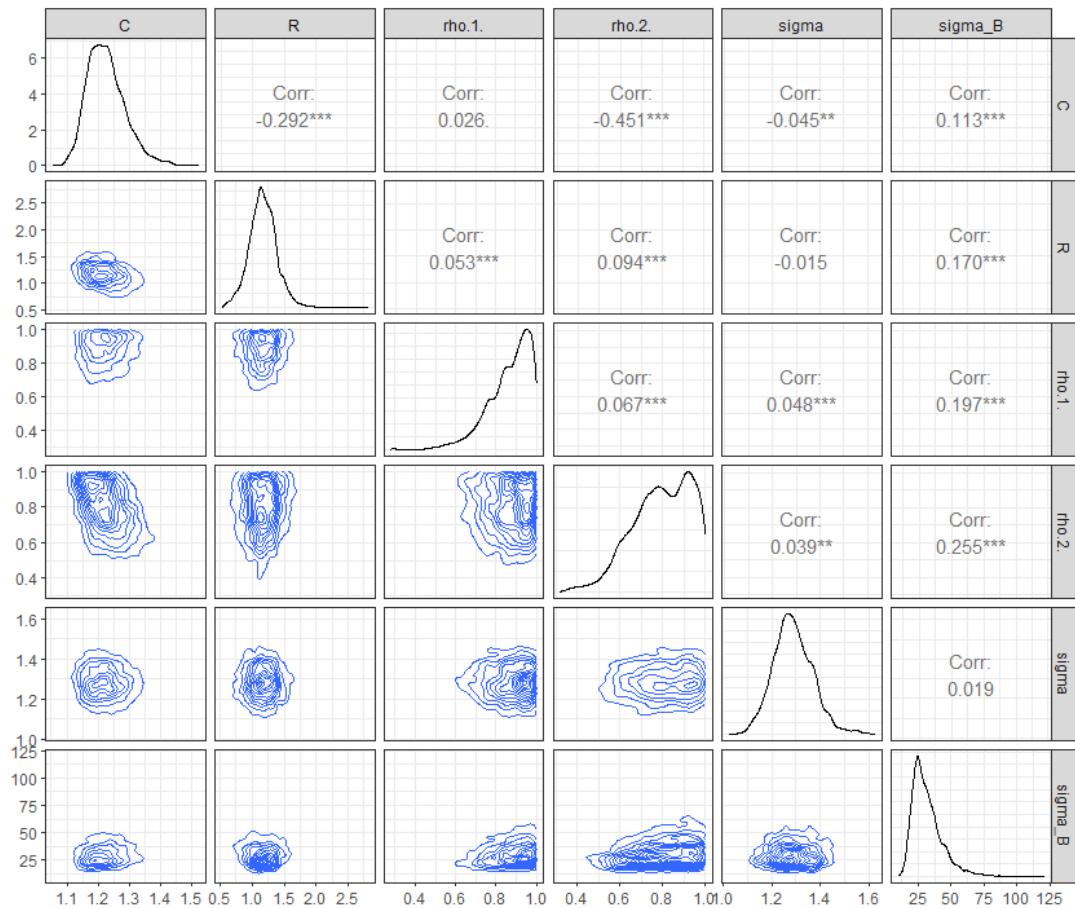 C R rho.1. rho.2. sigma sigma_B
6
4
2
0
Corr: Corr: Corr: Corr: Corr:
-0.292*** 0.026. -0.451*** -0.045** 0.113***
C
2.5
2.0
1.5
1.0
0.5
Corr: Corr: Corr: Corr:
0.053*** 0.094*** -0.015 0.170***
R
1.0
0.8
0.6
0.4
Corr: Corr: Corr:
0.067*** 0.048*** 0.197***
rho.1.
1.0
0.8
0.6
0.4
Corr: Corr:
0.039** 0.255***
rho.2.
1.6
1.4
1.2
1.0
Corr:
0.019
sigma
125
100
75
50
25
sigma_B
1.1 1.2 1.3 1.4 1.5 0.5 1.0 1.5 2.0 2.5 0.4 0.6 0.8 1.0 0.4 0.6 0.8 1.0 1.0 1.2 1.4 1.6 25 50 75 100 125